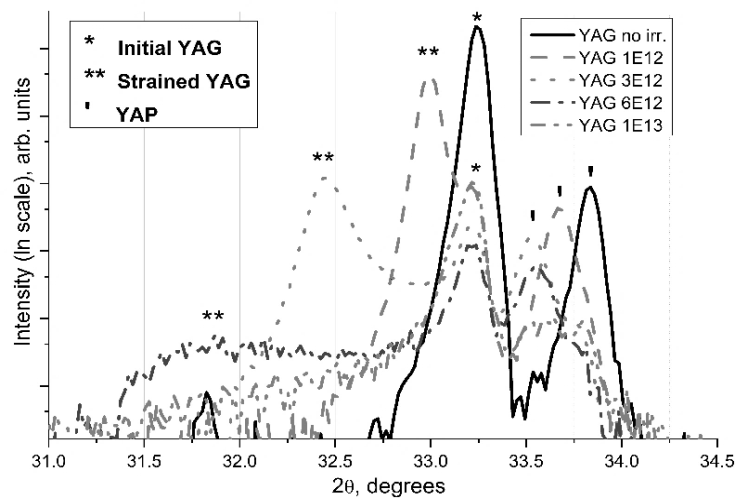 * Initial YAG
** Strained YAG
' YAP
YAG no irr.
YAG 1E12
YAG 3E12
YAG 6E12
YAG 1E13
*
**
**
*
'
'
'
**
Intensity (ln scale), arb. units
31.0 31.5 32.0 32.5 33.0 33.5 34.0 34.5
2θ, degrees